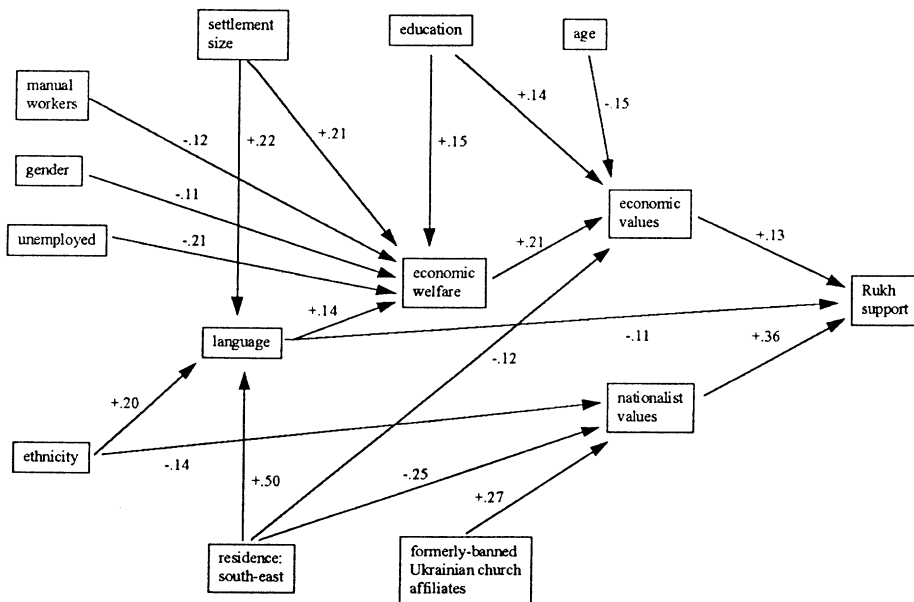 settlement
size
education
age
manual
workers
+.14
-.15
-.12
+.22
+.21
+.15
gender
-.11
economic
values
unemployed
-.21
+.21
+.13
economic
welfare
Rukh
support
+.14
language
-.11
-.12
+.36
+.20
nationalist
values
ethnicity
-.14
-.25
+.50
+.27
residence:
south-east
formerly-banned
Ukrainian church
affiliates